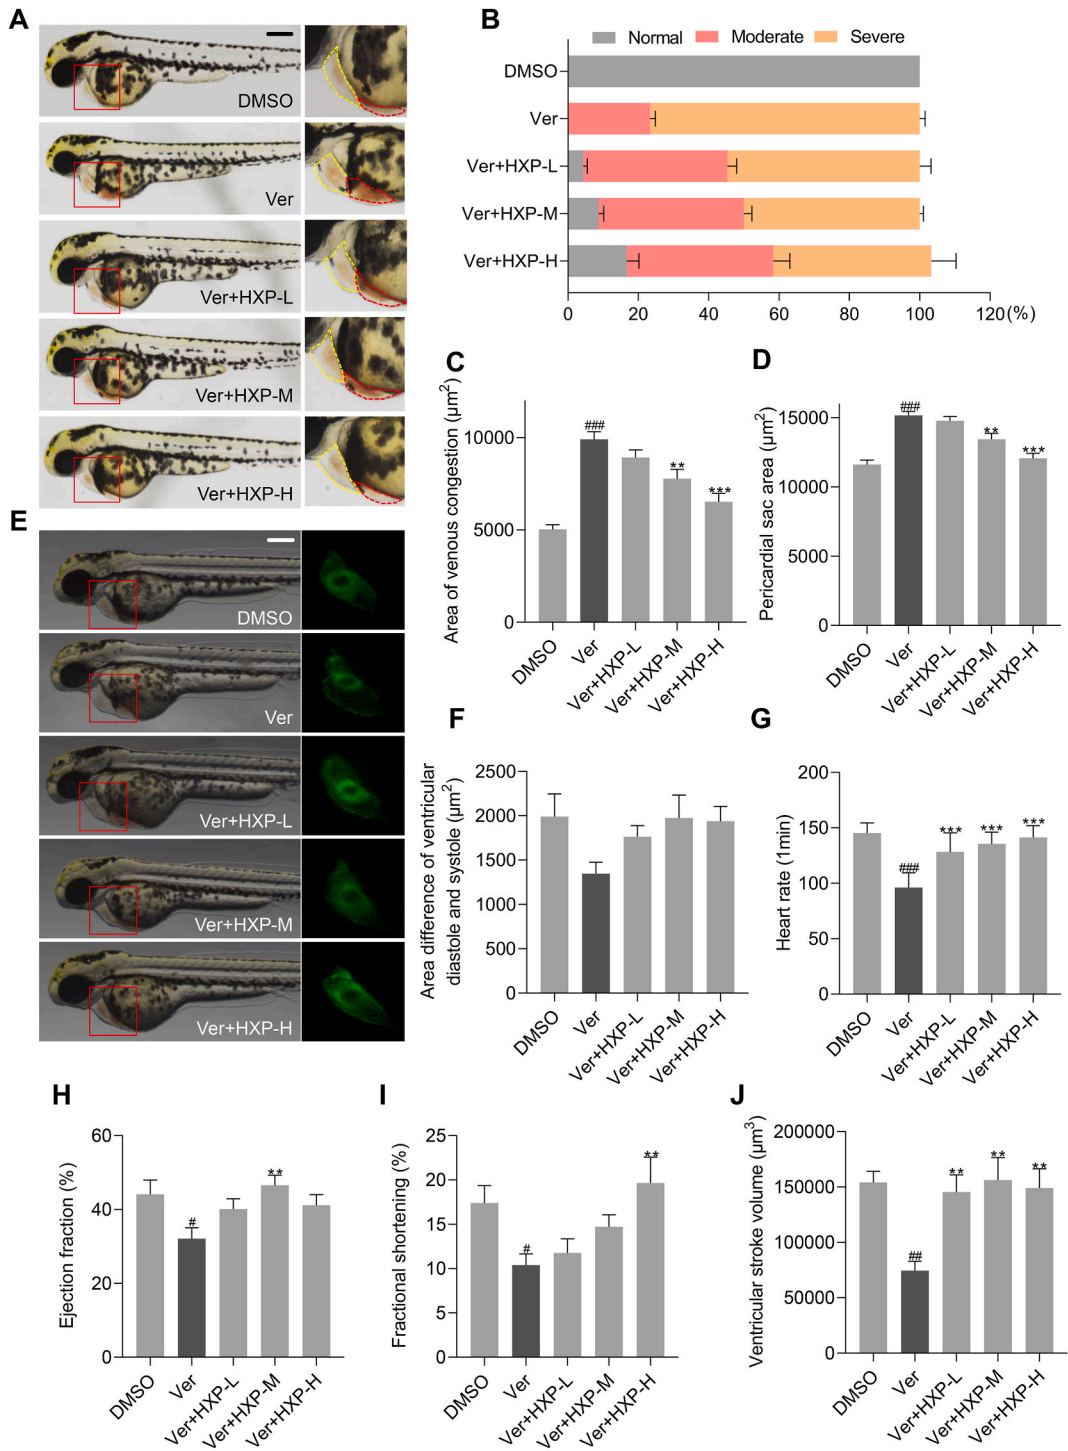 A
DMSO
Ver
Ver+HXP-L
Ver+HXP-M
Ver+HXP-H
B
Normal Moderate Severe
DMSO
Ver
Ver+HXP-L
Ver+HXP-M
Ver+HXP-H
0 20 40 60 80 100 120 (%)
C
Area of venous congestion (μm²)
10000
5000
0
###
**
***
DMSO Ver Ver+HXP-L Ver+HXP-M Ver+HXP-H
D
Pericardial sac area (μm²)
15000
10000
5000
0
###
**
***
DMSO Ver Ver+HXP-L Ver+HXP-M Ver+HXP-H
E
DMSO
Ver
Ver+HXP-L
Ver+HXP-M
Ver+HXP-H
F
Area difference of ventricular
diastole and systole (μm²)
2500
2000
1500
1000
500
0
DMSO Ver Ver+HXP-L Ver+HXP-M Ver+HXP-H
G
Heart rate (1min)
200
150
100
50
0
###
***
***
***
DMSO Ver Ver+HXP-L Ver+HXP-M Ver+HXP-H
H
Ejection fraction (%)
60
40
20
0
#
**
DMSO Ver Ver+HXP-L Ver+HXP-M Ver+HXP-H
I
Fractional shortening (%)
25
20
15
10
5
0
#
**
DMSO Ver Ver+HXP-L Ver+HXP-M Ver+HXP-H
J
Ventricular stroke volume (μm³)
200000
150000
100000
50000
0
##
**
**
**
DMSO Ver Ver+HXP-L Ver+HXP-M Ver+HXP-H